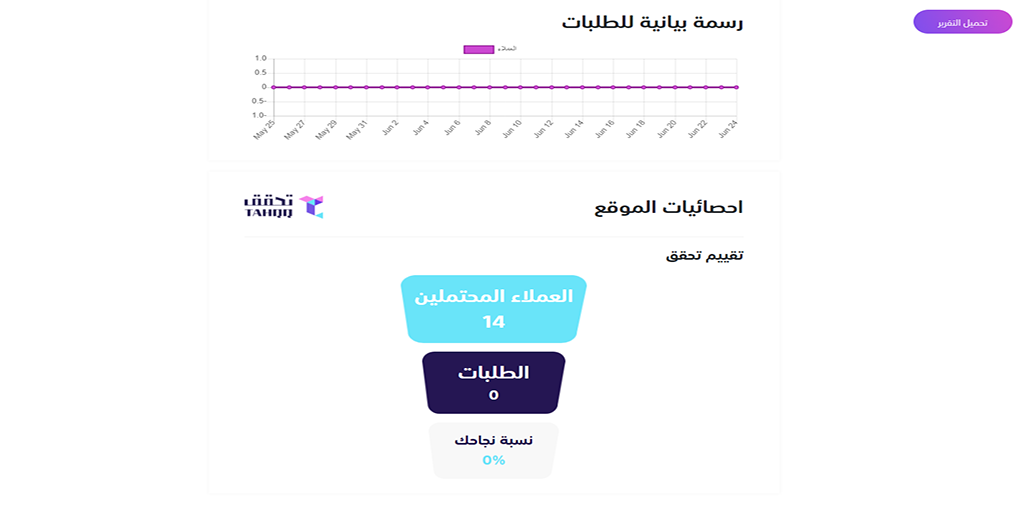 تحميل التقرير
رسمة بيانية للطلبات
العملاء
1.0
0.5
0
0.5-
1.0-
May 25
May 27
May 29
May 31
Jun 2
Jun 4
Jun 6
Jun 8
Jun 10
Jun 12
Jun 14
Jun 16
Jun 18
Jun 20
Jun 22
Jun 24
احصائيات الموقع
تحقق
TAHQQ
تقييم تحقق
العملاء المحتملين
14
الطلبات
0
نسبة نجاحك
0%